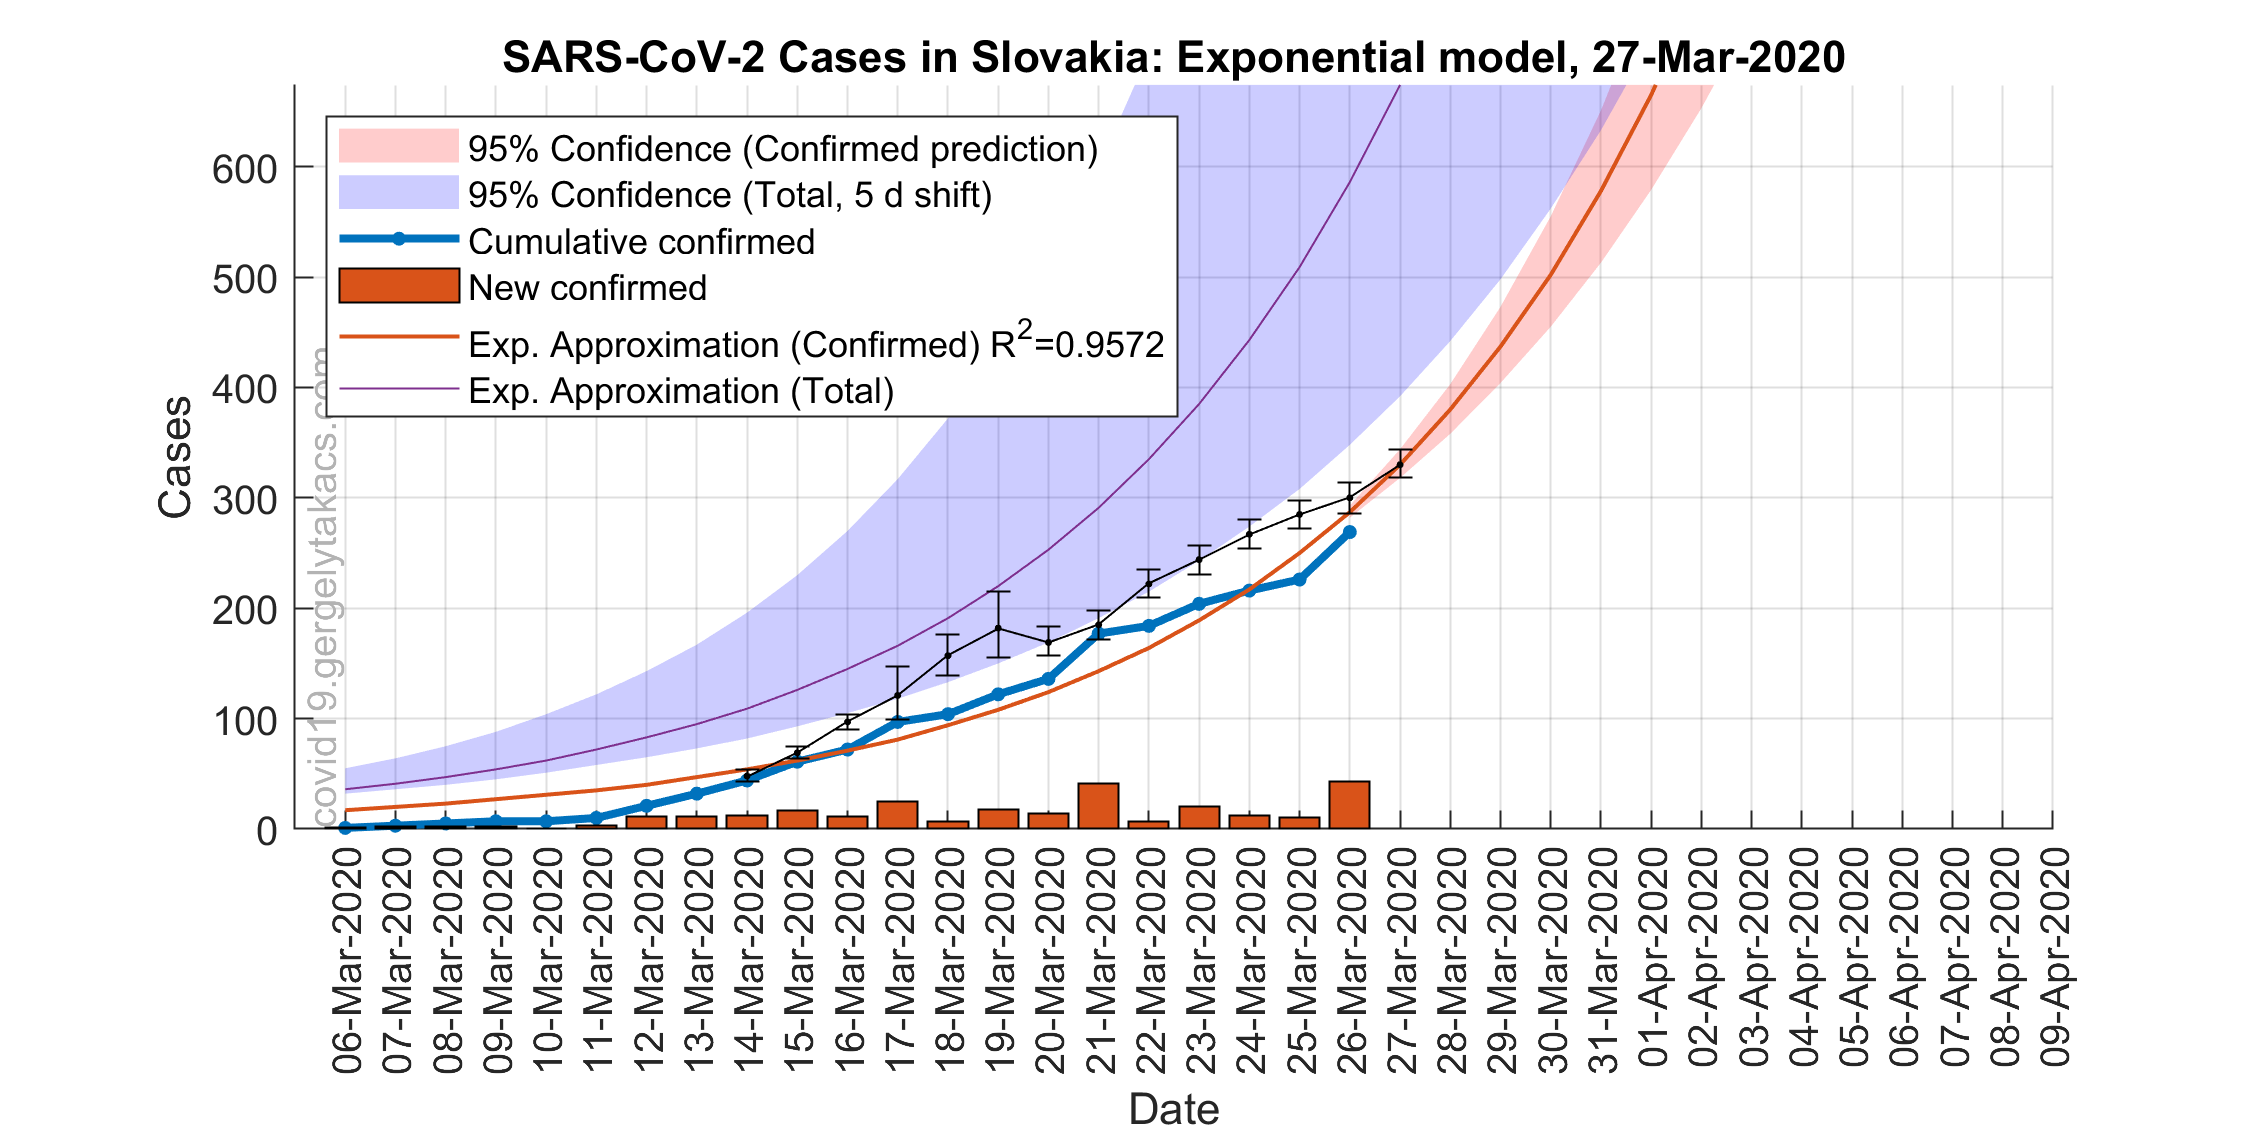 SARS-CoV-2 Cases in Slovakia: Exponential model, 27-Mar-2020
95% Confidence (Confirmed prediction)
95% Confidence (Total, 5 d shift)
Cumulative confirmed
New confirmed
Exp. Approximation (Confirmed) R²=0.9572
Exp. Approximation (Total)
covid19.gergelytakacs.com
Cases
600
500
400
300
200
100
0
06-Mar-2020
07-Mar-2020
08-Mar-2020
09-Mar-2020
10-Mar-2020
11-Mar-2020
12-Mar-2020
13-Mar-2020
14-Mar-2020
15-Mar-2020
16-Mar-2020
17-Mar-2020
18-Mar-2020
19-Mar-2020
20-Mar-2020
21-Mar-2020
22-Mar-2020
23-Mar-2020
24-Mar-2020
25-Mar-2020
26-Mar-2020
27-Mar-2020
28-Mar-2020
29-Mar-2020
30-Mar-2020
31-Mar-2020
01-Apr-2020
02-Apr-2020
03-Apr-2020
04-Apr-2020
05-Apr-2020
06-Apr-2020
07-Apr-2020
08-Apr-2020
09-Apr-2020
Date